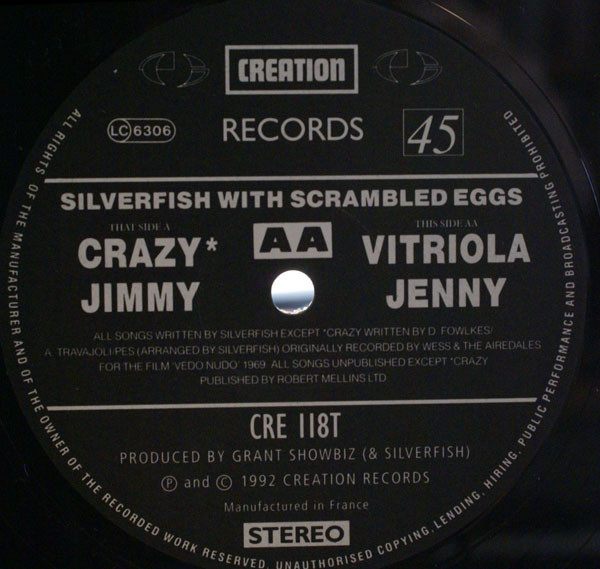 CREATION
LC 6306
RECORDS
45
SILVERFISH WITH SCRAMBLED EGGS
THAT SIDE A
CRAZY*
JIMMY
AA
THIS SIDE AA
VITRIOLA
JENNY
ALL SONGS WRITTEN BY SILVERFISH EXCEPT *CRAZY WRITTEN BY D. FOWLKES/
A. TRAVAJOLI/PES (ARRANGED BY SILVERFISH) ORIGINALLY RECORDED BY WESS & THE AIREDALES
FOR THE FILM 'VEDO NUDO' 1969 ALL SONGS UNPUBLISHED EXCEPT *CRAZY
PUBLISHED BY ROBERT MELLINS LTD.
CRE 118T
PRODUCED BY GRANT SHOWBIZ (& SILVERFISH)
Ⓟ and © 1992 CREATION RECORDS
Manufactured in France
STEREO
ALL RIGHTS OF THE MANUFACTURER AND OF THE OWNER OF THE RECORDED WORK RESERVED. UNAUTHORISED COPYING, LENDING, HIRING, PUBLIC PERFORMANCE AND BROADCASTING PROHIBITED